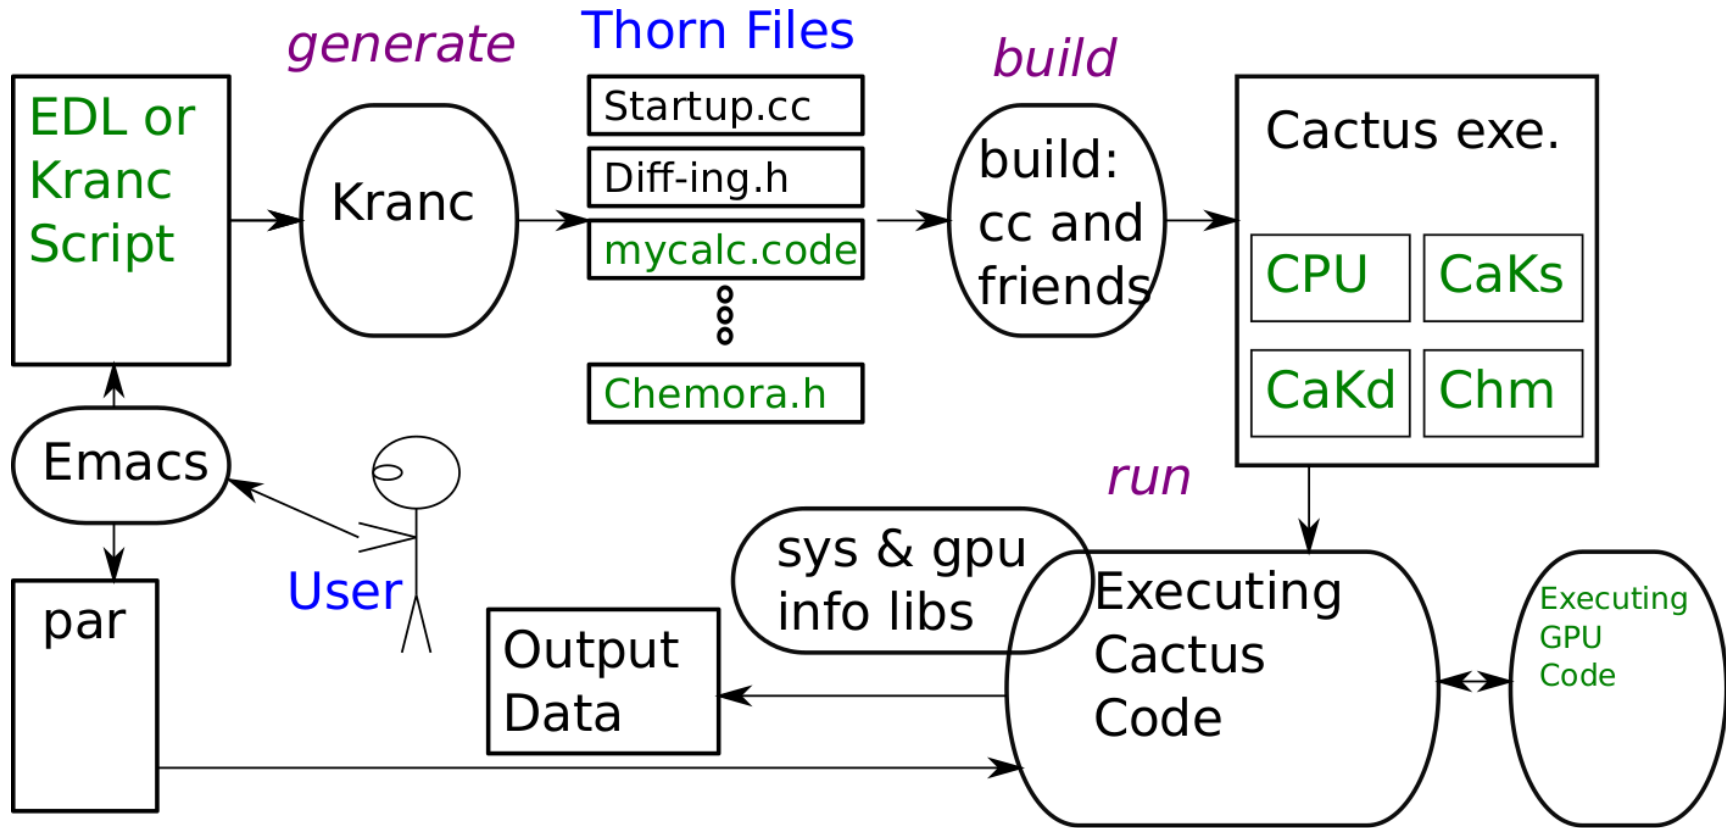 generate
Thorn Files
build
EDL or
Kranc
Script
Kranc
Startup.cc
Diff-ing.h
mycalc.code
Chemora.h
build:
cc and
friends
Cactus exe.
CPU
CaKs
CaKd
Chm
Emacs
User
par
run
sys & gpu
info libs
Output
Data
Executing
Cactus
Code
Executing
GPU
Code